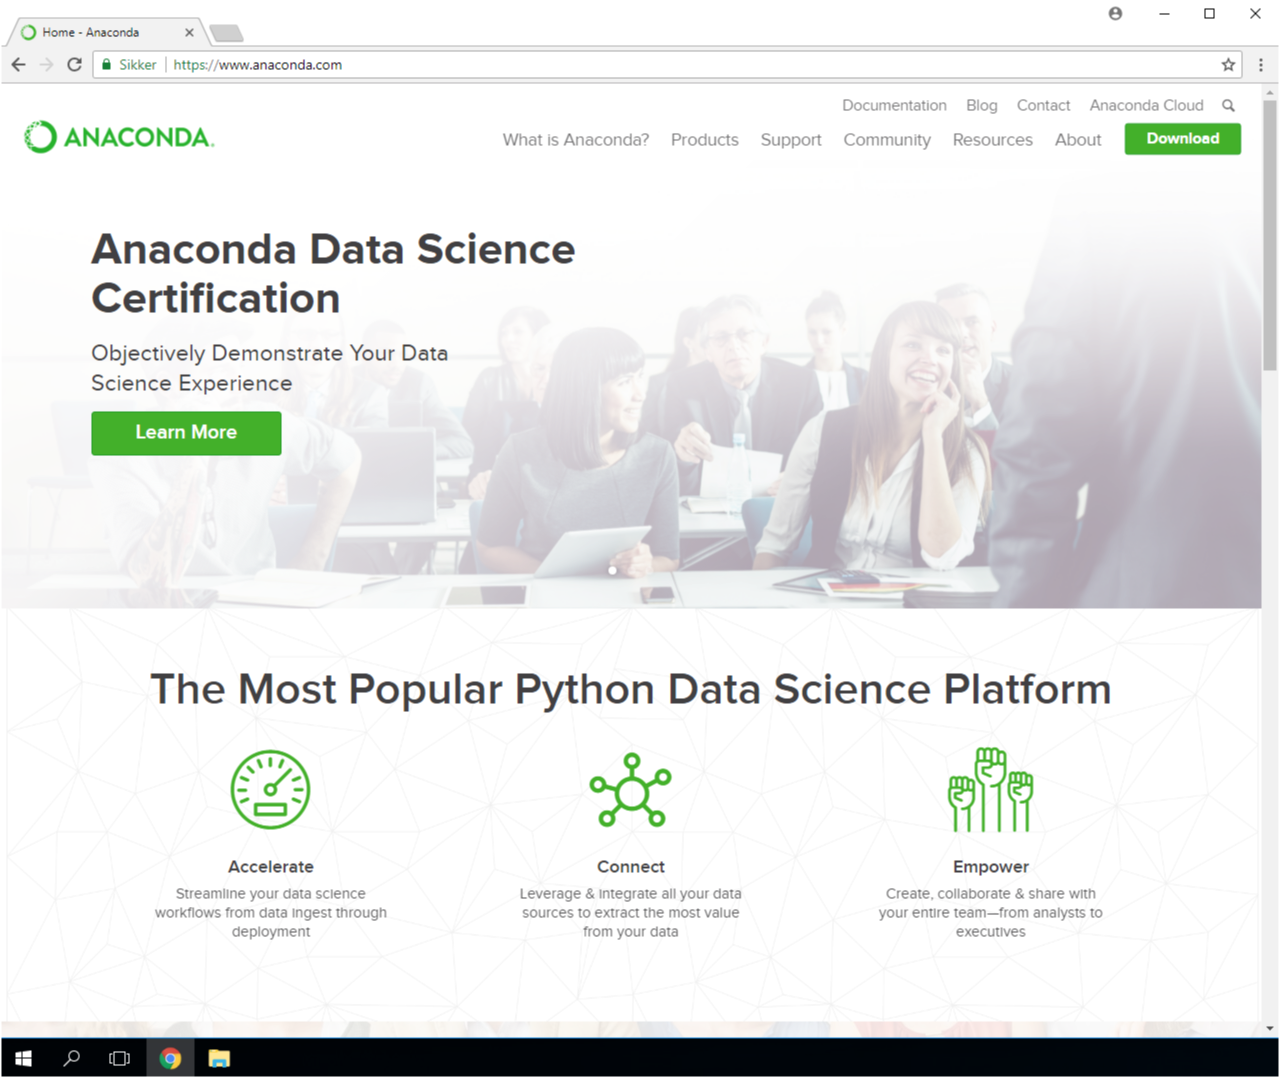 Home - Anaconda
Sikker https://www.anaconda.com
Documentation Blog Contact Anaconda Cloud
ANACONDA.
What is Anaconda? Products Support Community Resources About Download
Anaconda Data Science
Certification
Objectively Demonstrate Your Data
Science Experience
Learn More
The Most Popular Python Data Science Platform
Accelerate
Streamline your data science
workflows from data ingest through
deployment
Connect
Leverage & integrate all your data
sources to extract the most value
from your data
Empower
Create, collaborate & share with
your entire team—from analysts to
executives